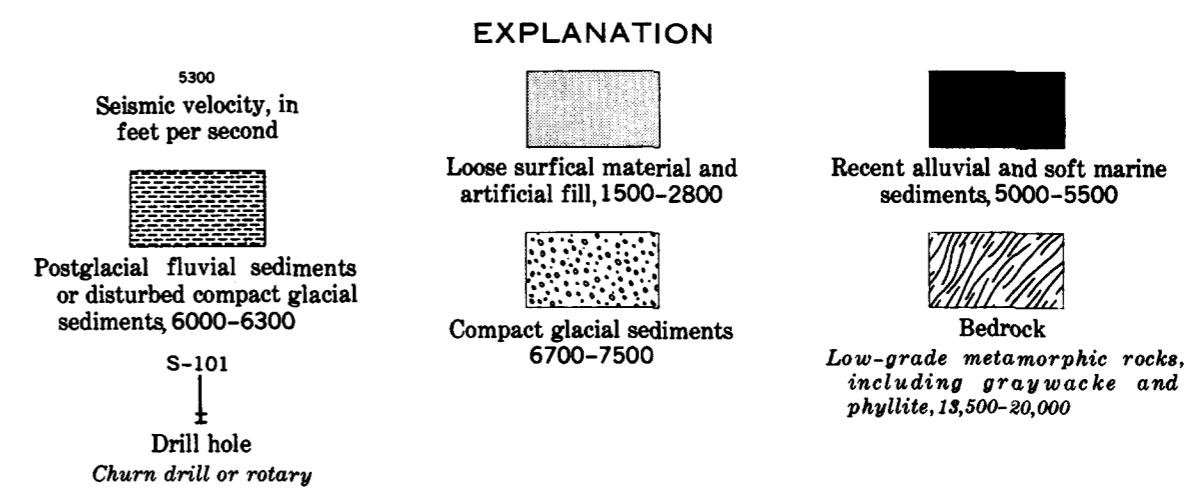 EXPLANATION
5300
Seismic velocity, in
feet per second
Postglacial fluvial sediments
or disturbed compact glacial
sediments, 6000-6300
S-101
Drill hole
Churn drill or rotary
Loose surfical material and
artificial fill, 1500-2800
Compact glacial sediments
6700-7500
Recent alluvial and soft marine
sediments, 5000-5500
Bedrock
Low-grade metamorphic rocks,
including graywacke and
phyllite, 13,500-20,000